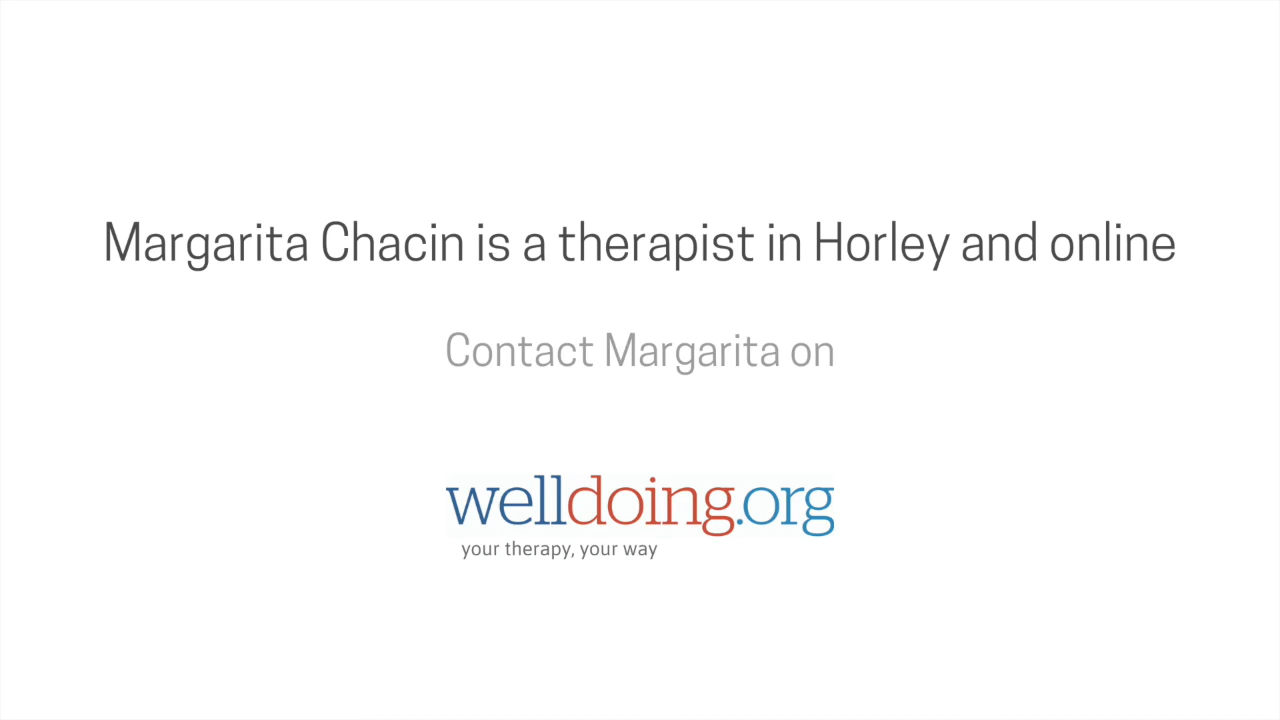 Margarita Chacin is a therapist in Horley and online
Contact Margarita on
welldoing.org
your therapy, your way